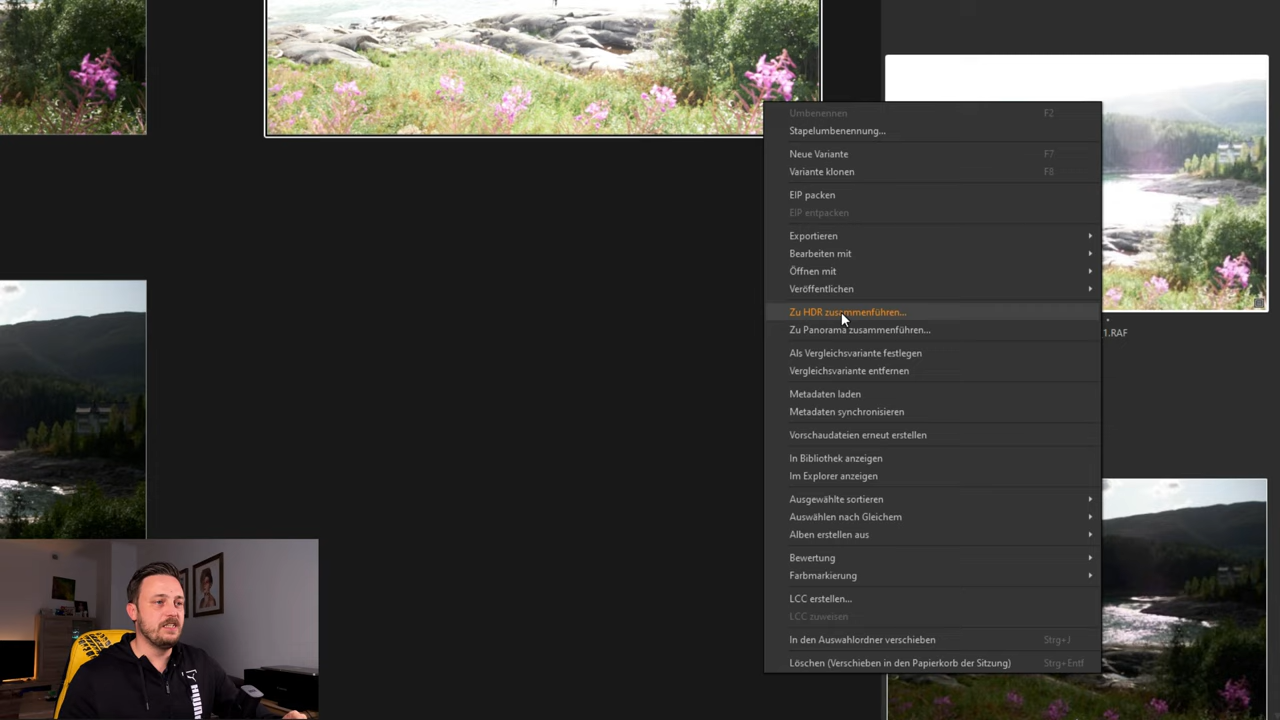 Umbenennen F2
Stapelumbenennung...
Neue Variante F7
Variante klonen F8
EIP packen
EIP entpacken
Exportieren
Bearbeiten mit
Öffnen mit
Veröffentlichen
Zu HDR zusammenführen...
Zu Panorama zusammenführen...
1.RAF
Als Vergleichsvariante festlegen
Vergleichsvariante entfernen
Metadaten laden
Metadaten synchronisieren
Vorschaudateien erneut erstellen
In Bibliothek anzeigen
Im Explorer anzeigen
Ausgewählte sortieren
Auswählen nach Gleichem
Alben erstellen aus
Bewertung
Farbmarkierung
LCC erstellen...
LCC zuweisen
In den Auswahlordner verschieben Strg+J
Löschen (Verschieben in den Papierkorb der Sitzung) Strg+Entf